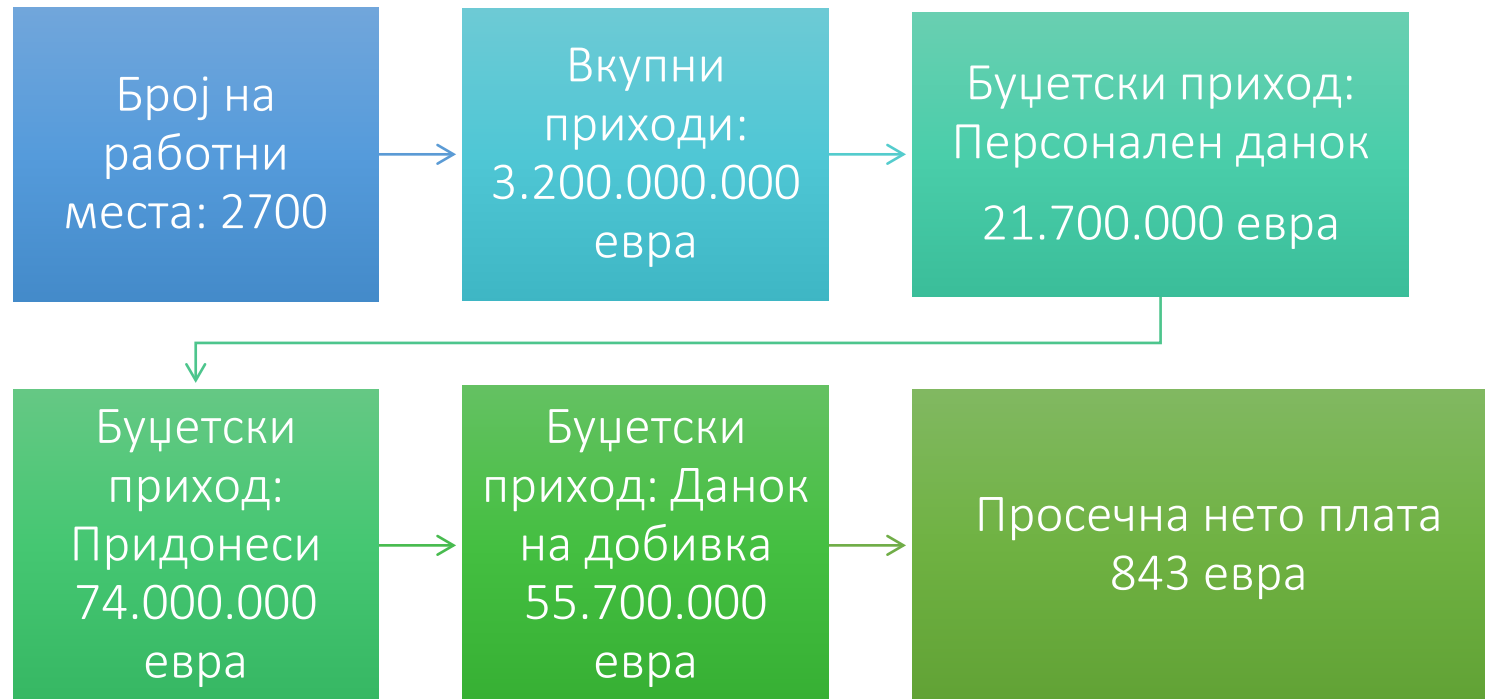 Број на
работни
места: 2700
Вкупни
приходи:
3.200.000.000
евра
Буџетски приход:
Персонален данок
21.700.000 евра
Буџетски
приход:
Придонеси
74.000.000
евра
Буџетски
приход: Данок
на добивка
55.700.000
евра
Просечна нето плата
843 евра